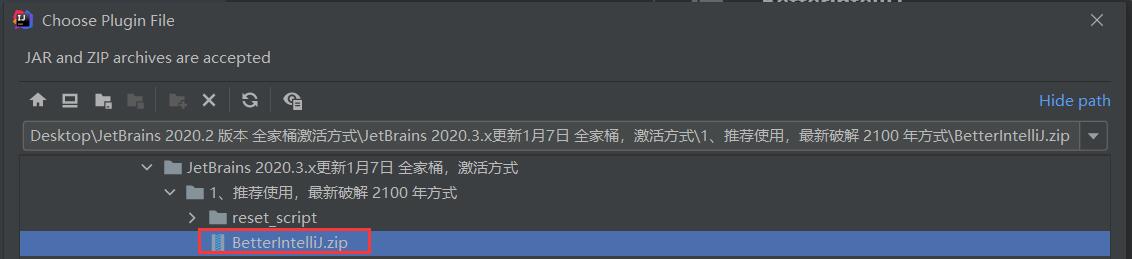 Choose Plugin File
JAR and ZIP archives are accepted
Hide path
Desktop\JetBrains 2020.2 版本 全家桶激活方式\JetBrains 2020.3.x更新1月7日 全家桶，激活方式\1、推荐使用，最新破解 2100 年方式\BetterIntelliJ.zip
JetBrains 2020.3.x更新1月7日 全家桶，激活方式
1、推荐使用，最新破解 2100 年方式
reset_script
BetterIntelliJ.zip